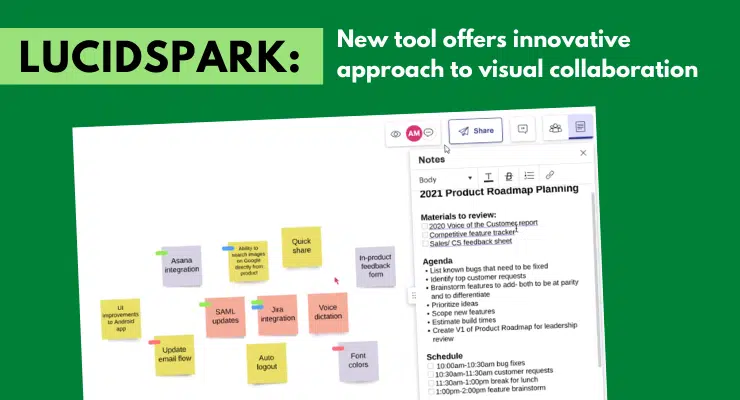 LUCIDSPARK:
New tool offers innovative
approach to visual collaboration
AM
Share
Notes
Body
2021 Product Roadmap Planning
Materials to review:
2020 Voice of the Customer report
Competitive feature tracker
Sales/ CS feedback sheet
Agenda
• List known bugs that need to be fixed
• Identify top customer requests
• Brainstorm features to add- both to be at parity
and to differentiate
• Prioritize ideas
• Scope new features
• Estimate build times
• Create V1 of Product Roadmap for leadership
review
Schedule
10:00am-10:30am bug fixes
10:30am-11:30am customer requests
11:30am-1:00pm break for lunch
1:00pm-2:00pm feature brainstorm
Asana
integration
Ability to
search images
on Google
directly from
product
Quick
share
In-product
feedback
form
UI
improvements
to Android
app
SAML
updates
Jira
integration
Voice
dictation
Update
email flow
Auto
logout
Font
colors